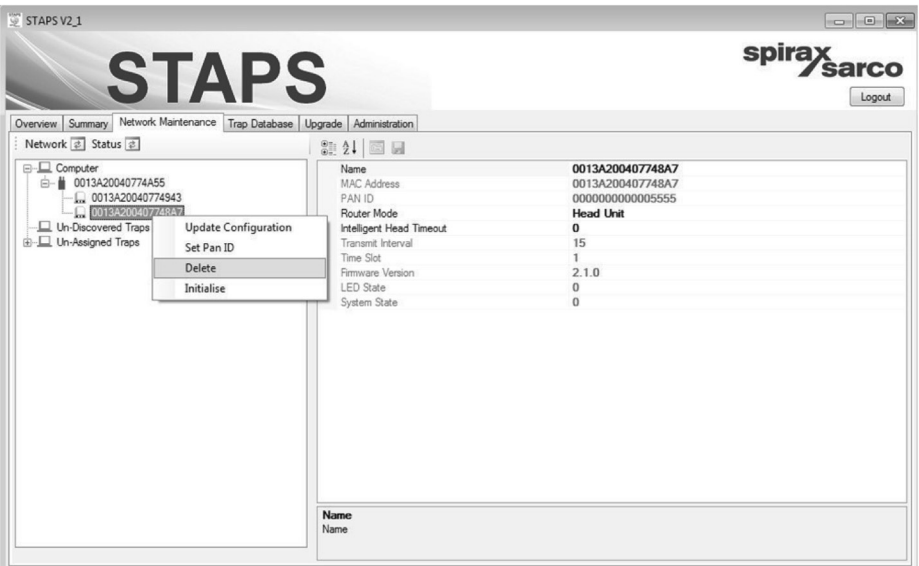 STAPS V2_1
STAPS
spirax sarco
Logout
Overview Summary Network Maintenance Trap Database Upgrade Administration
Network Status
Computer
0013A20040774A55
0013A20040774943
0013A200407748A7
Un-Discovered Traps
Un-Assigned Traps
Update Configuration
Set Pan ID
Delete
Initialise
Name 0013A200407748A7
MAC Address 0013A200407748A7
PAN ID 0000000000005555
Router Mode Head Unit
Intelligent Head Timeout 0
Transmit Interval 15
Time Slot 1
Firmware Version 2.1.0
LED State 0
System State 0
Name
Name